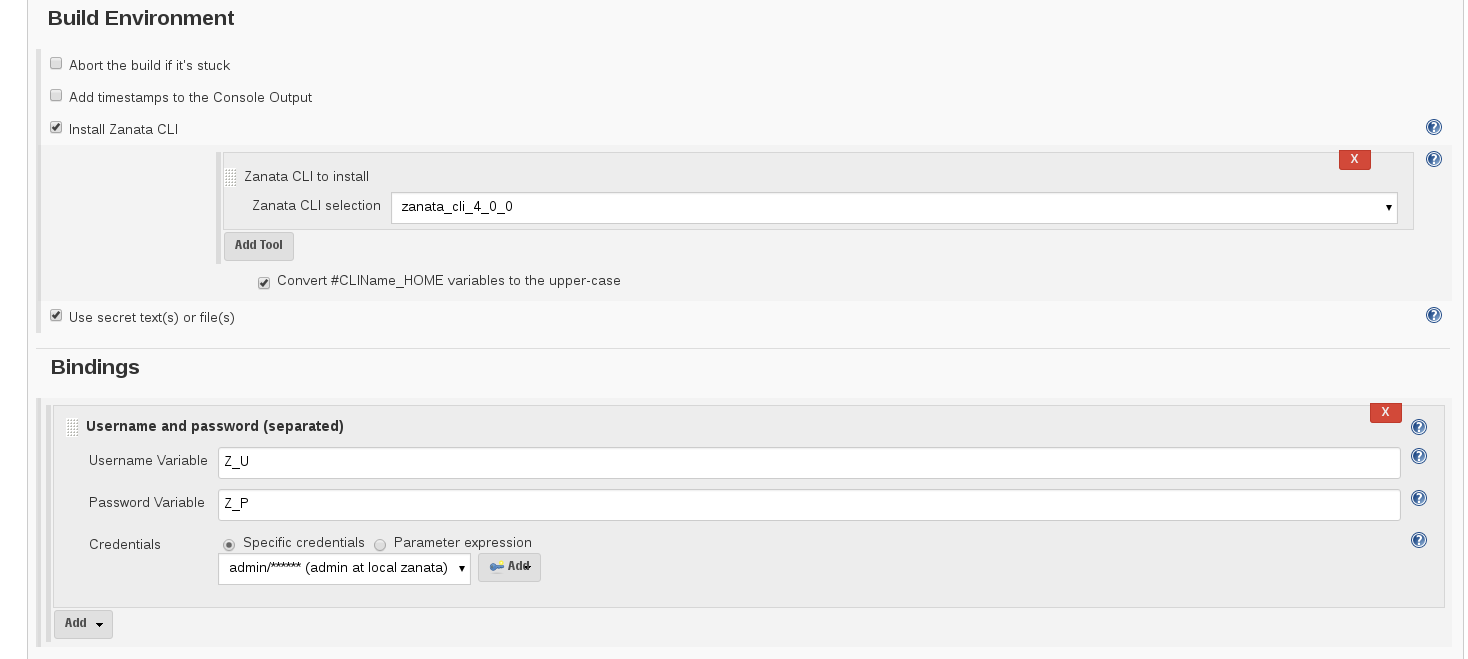 Build Environment
Abort the build if it's stuck
Add timestamps to the Console Output
Install Zanata CLI
X
Zanata CLI to install
Zanata CLI selection zanata_cli_4_0_0
Add Tool
Convert #CLIName_HOME variables to the upper-case
Use secret text(s) or file(s)
Bindings
X
Username and password (separated)
Username Variable Z_U
Password Variable Z_P
Credentials Specific credentials Parameter expression
admin/****** (admin at local zanata) Add
Add